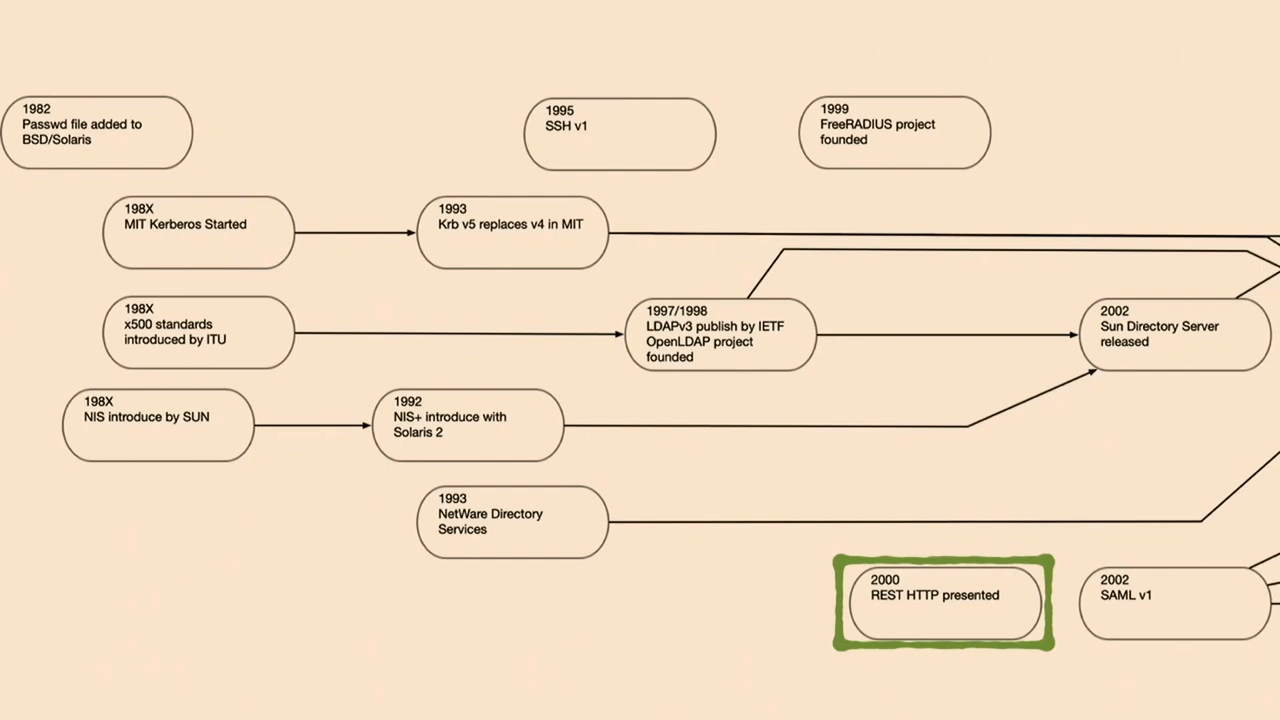 1982
Passwd file added to
BSD/Solaris
1995
SSH v1
1999
FreeRADIUS project
founded
198X
MIT Kerberos Started
1993
Krb v5 replaces v4 in MIT
198X
x500 standards
introduced by ITU
1997/1998
LDAPv3 publish by IETF
OpenLDAP project
founded
2002
Sun Directory Server
released
198X
NIS introduce by SUN
1992
NIS+ introduce with
Solaris 2
1993
NetWare Directory
Services
2000
REST HTTP presented
2002
SAML v1